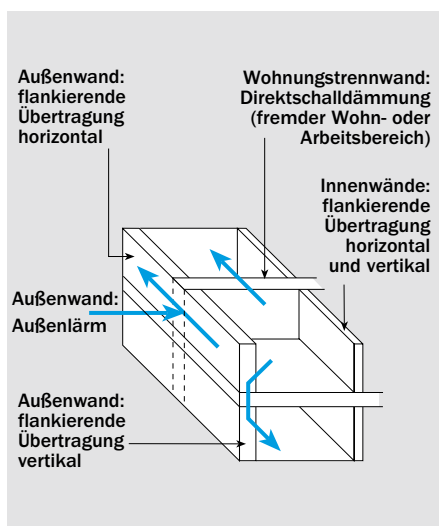 Außenwand:
flankierende
Übertragung
horizontal
Wohnungstrennwand:
Direktschalldämmung
(fremder Wohn- oder
Arbeitsbereich)
Innenwände:
flankierende
Übertragung
horizontal
und vertikal
Außenwand:
Außenlärm
Außenwand:
flankierende
Übertragung
vertikal